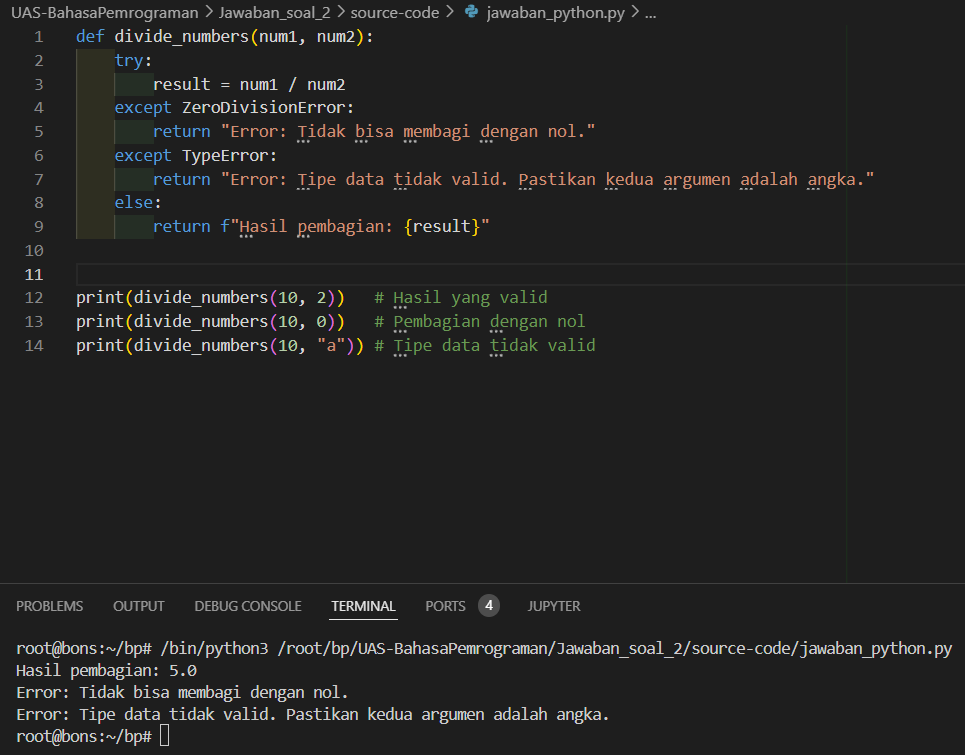 UAS-BahasaPemrograman > Jawaban_soal_2 > source-code > jawaban_python.py > ...
1 def divide_numbers(num1, num2):
2     try:
3         result = num1 / num2
4     except ZeroDivisionError:
5         return "Error: Tidak bisa membagi dengan nol."
6     except TypeError:
7         return "Error: Tipe data tidak valid. Pastikan kedua argumen adalah angka."
8     else:
9         return f"Hasil pembagian: {result}"
10
11
12 print(divide_numbers(10, 2))   # Hasil yang valid
13 print(divide_numbers(10, 0))   # Pembagian dengan nol
14 print(divide_numbers(10, "a")) # Tipe data tidak valid
PROBLEMS OUTPUT DEBUG CONSOLE TERMINAL PORTS 4 JUPYTER
root@bons:~/bp# /bin/python3 /root/bp/UAS-BahasaPemrograman/Jawaban_soal_2/source-code/jawaban_python.py
Hasil pembagian: 5.0
Error: Tidak bisa membagi dengan nol.
Error: Tipe data tidak valid. Pastikan kedua argumen adalah angka.
root@bons:~/bp#